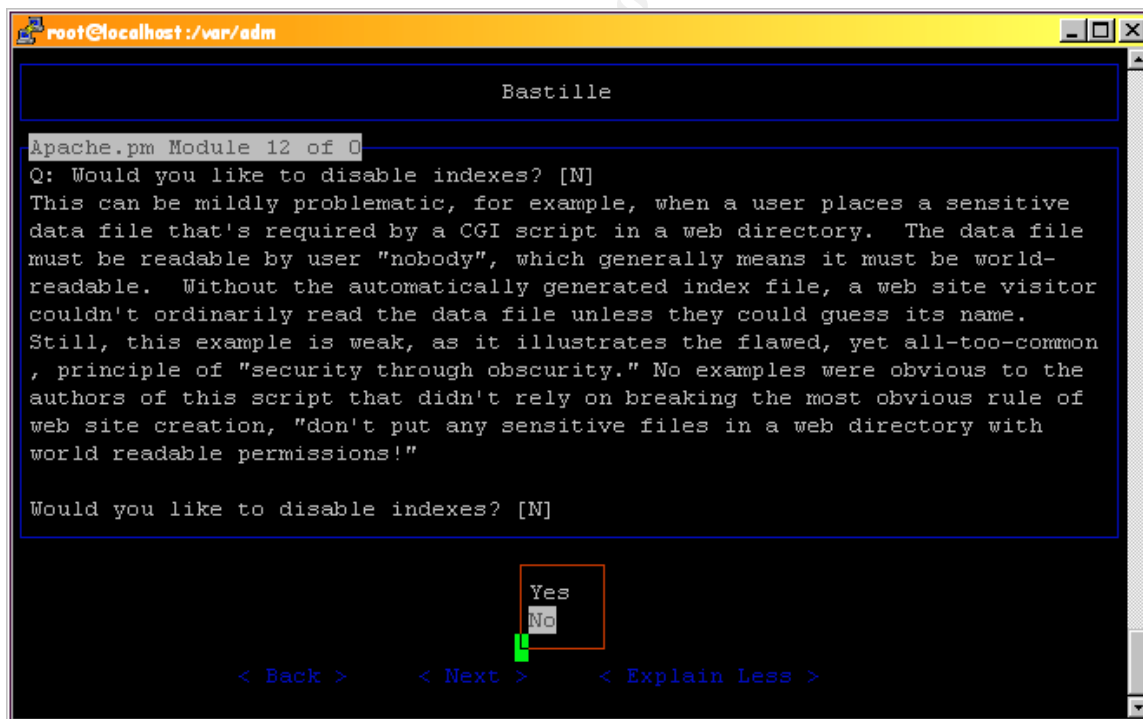 root@localhost:/var/adm
Bastille
Apache.pm Module 12 of O
Q: Would you like to disable indexes? [N]
This can be mildly problematic, for example, when a user places a sensitive
data file that's required by a CGI script in a web directory.  The data file
must be readable by user "nobody", which generally means it must be world-
readable.  Without the automatically generated index file, a web site visitor
couldn't ordinarily read the data file unless they could guess its name.
Still, this example is weak, as it illustrates the flawed, yet all-too-common
, principle of "security through obscurity." No examples were obvious to the
authors of this script that didn't rely on breaking the most obvious rule of
web site creation, "don't put any sensitive files in a web directory with
world readable permissions!"
Would you like to disable indexes? [N]
Yes
No
< Back > < Next > < Explain Less >